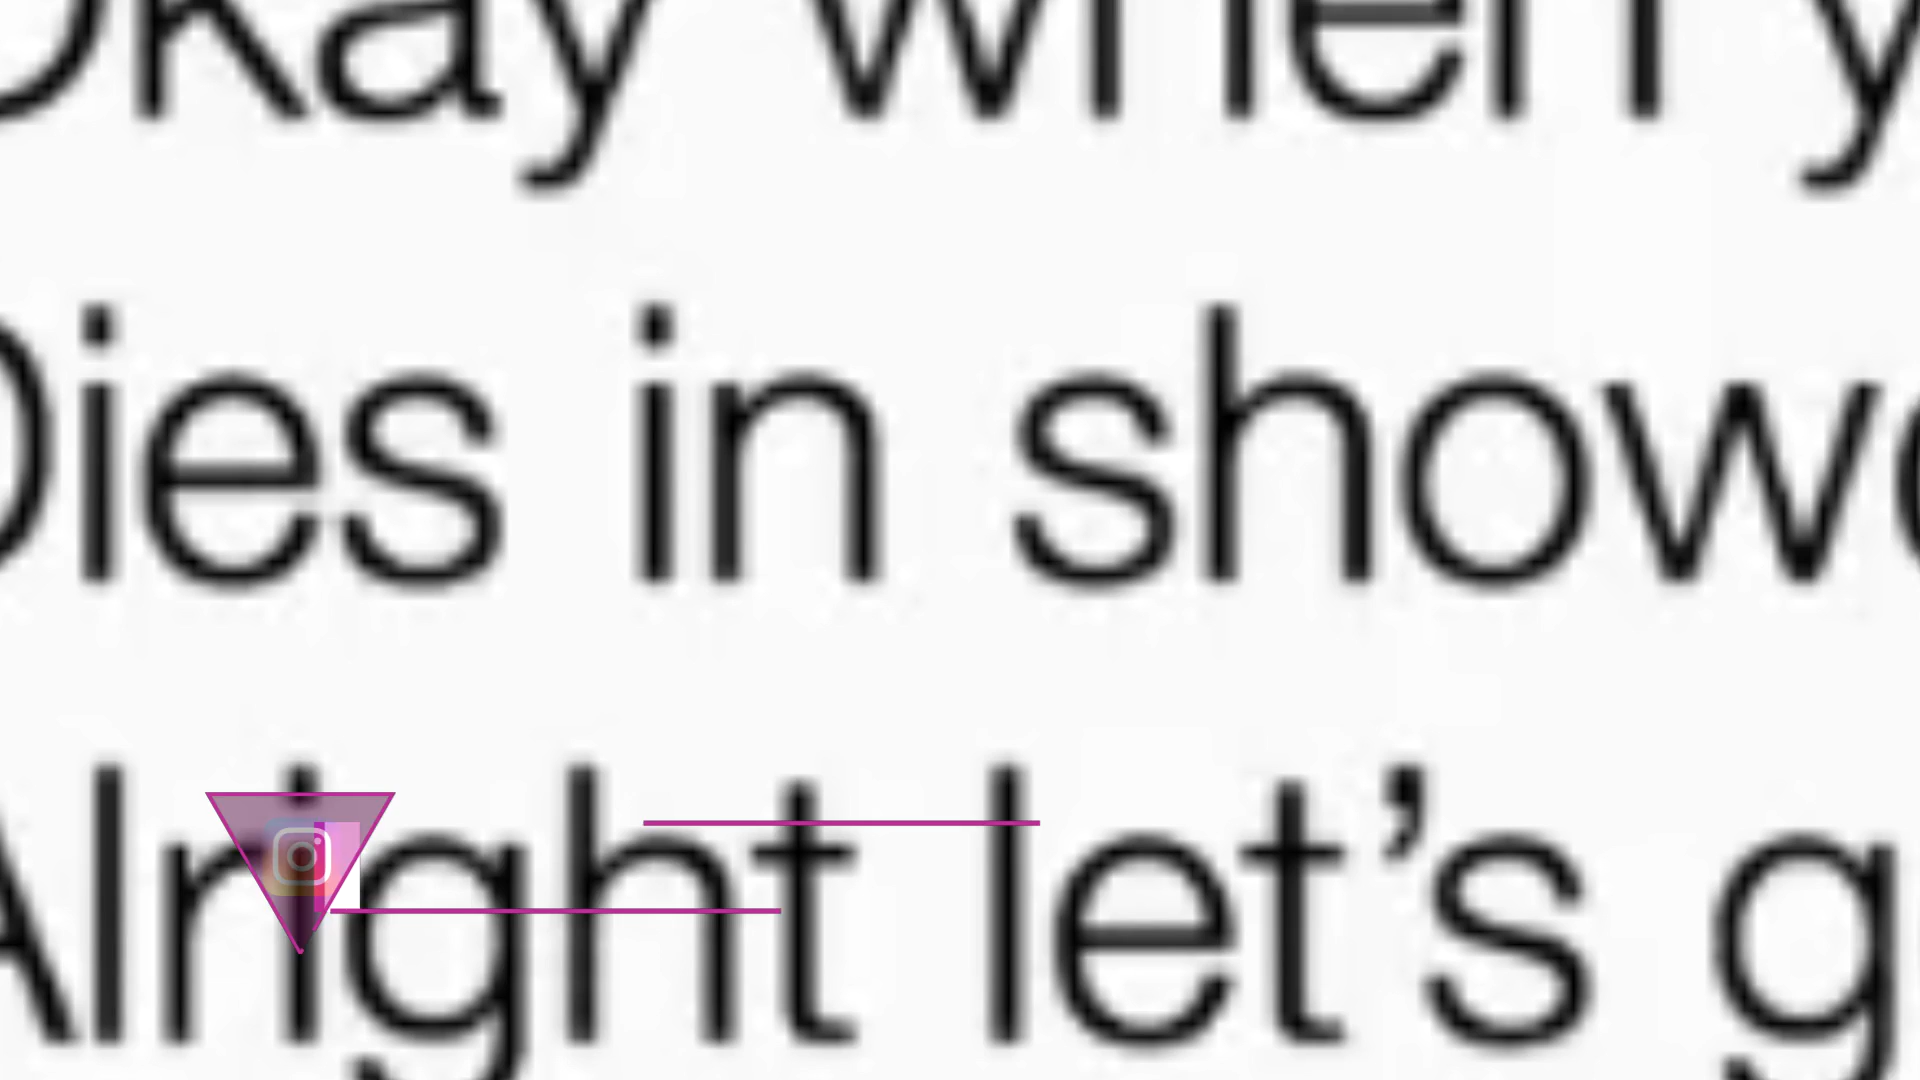 Okay when y
Dies in showe
Alright let's g